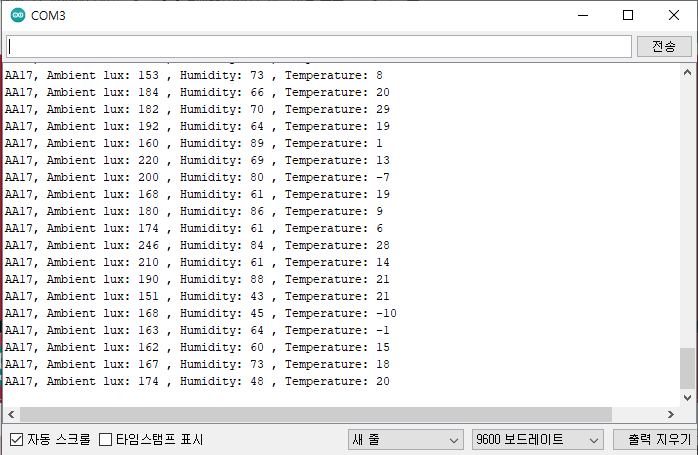 COM3
전송
AA17, Ambient lux: 153 , Humidity: 73 , Temperature: 8
AA17, Ambient lux: 184 , Humidity: 66 , Temperature: 20
AA17, Ambient lux: 182 , Humidity: 70 , Temperature: 29
AA17, Ambient lux: 192 , Humidity: 64 , Temperature: 19
AA17, Ambient lux: 160 , Humidity: 89 , Temperature: 1
AA17, Ambient lux: 220 , Humidity: 69 , Temperature: 13
AA17, Ambient lux: 200 , Humidity: 80 , Temperature: -7
AA17, Ambient lux: 168 , Humidity: 61 , Temperature: 19
AA17, Ambient lux: 180 , Humidity: 86 , Temperature: 9
AA17, Ambient lux: 174 , Humidity: 61 , Temperature: 6
AA17, Ambient lux: 246 , Humidity: 84 , Temperature: 28
AA17, Ambient lux: 210 , Humidity: 61 , Temperature: 14
AA17, Ambient lux: 190 , Humidity: 88 , Temperature: 21
AA17, Ambient lux: 151 , Humidity: 43 , Temperature: 21
AA17, Ambient lux: 168 , Humidity: 45 , Temperature: -10
AA17, Ambient lux: 163 , Humidity: 64 , Temperature: -1
AA17, Ambient lux: 162 , Humidity: 60 , Temperature: 15
AA17, Ambient lux: 167 , Humidity: 73 , Temperature: 18
AA17, Ambient lux: 174 , Humidity: 48 , Temperature: 20
자동 스크롤 타임스탬프 표시 새 줄 9600 보드레이트 출력 지우기